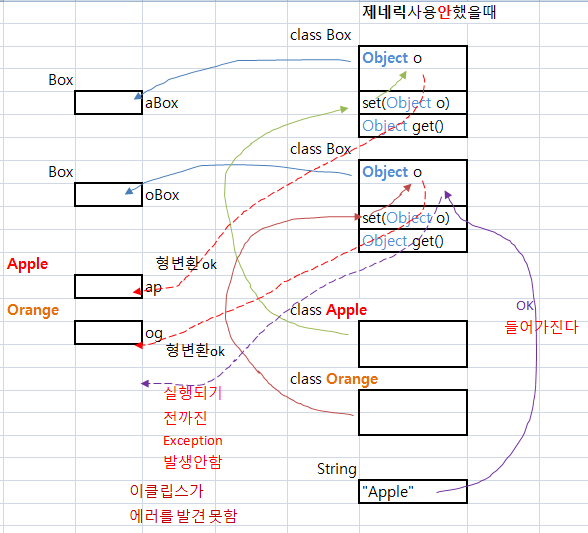 제네릭사용안했을때
class Box
Object o
Box
aBox
set(Object o)
Object get()
class Box
Box
Object o
oBox
set(Object o)
Object get()
Apple
형변환ok
ap
Orange
class Apple
og
형변환ok
OK
들어가진다
class Orange
실행되기
전까진
Exception
발생안함
String
이클립스가
"Apple"
에러를 발견 못함